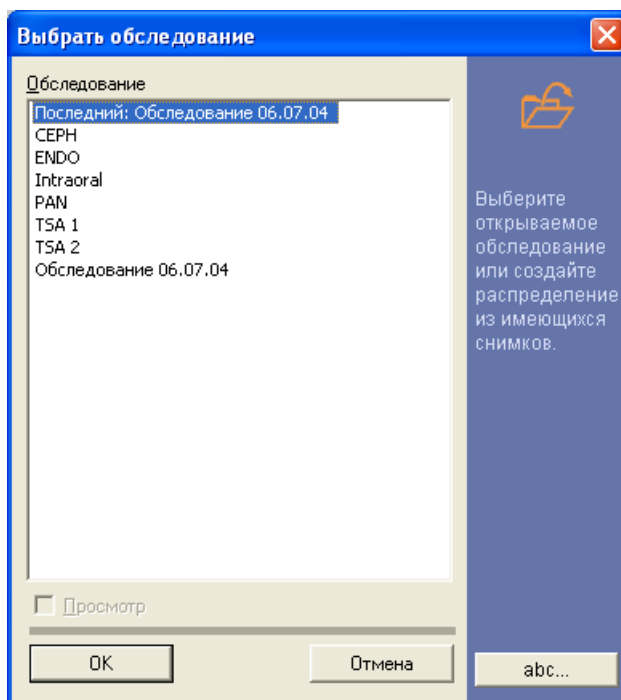 Выбрать обследование
Обследование
Последний: Обследование 06.07.04
CEPH
ENDO
Intraoral
PAN
TSA 1
TSA 2
Обследование 06.07.04
Просмотр
OK
Отмена
Выберите
открываемое
обследование
или создайте
распределение
из имеющихся
снимков.
abc...